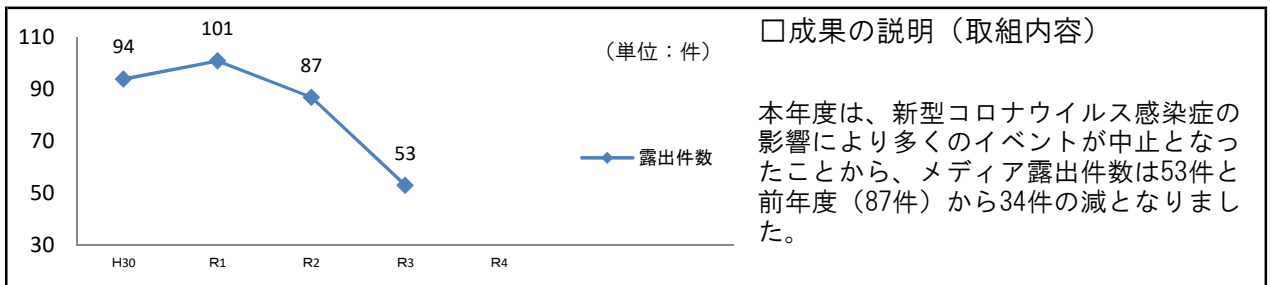 110
90
70
50
30
94
101
87
53
（単位：件）
露出件数
H30
R1
R2
R3
R4
□成果の説明（取組内容）
本年度は、新型コロナウイルス感染症の
影響により多くのイベントが中止となっ
たことから、メディア露出件数は53件と
前年度（87件）から34件の減となりまし
た。